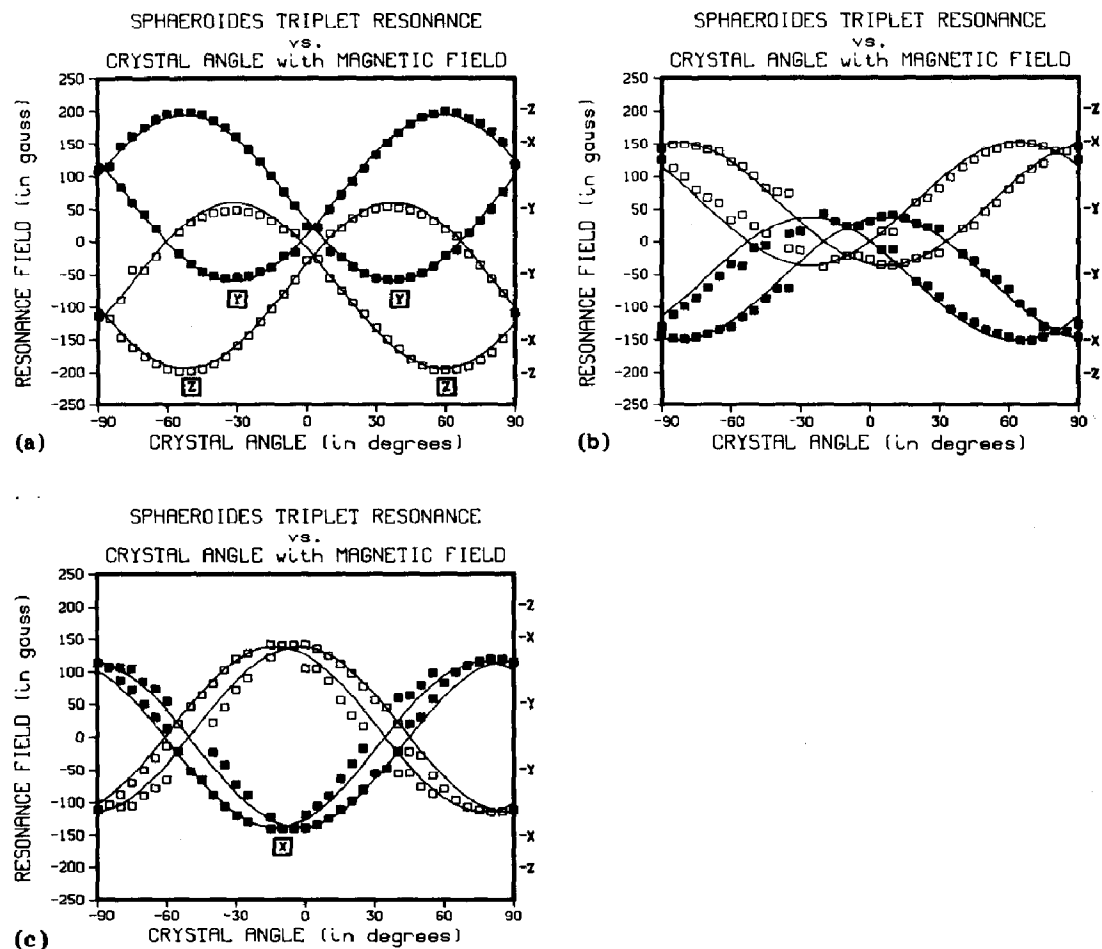 SPHAEROIDES TRIPLET RESONANCE
vs.
CRYSTAL ANGLE with MAGNETIC FIELD
RESONANCE FIELD (in gauss)
250
200
150
100
50
0
-50
-100
-150
-200
-250
-Z
-X
-Y
-Y
-X
-Z
Y
Y
Z
Z
-90
-60
-30
0
30
60
90
CRYSTAL ANGLE (in degrees)
(a)
SPHAEROIDES TRIPLET RESONANCE
vs.
CRYSTAL ANGLE with MAGNETIC FIELD
RESONANCE FIELD (in gauss)
250
200
150
100
50
0
-50
-100
-150
-200
-250
-Z
-X
-Y
-Y
-X
-Z
-90
-60
-30
0
30
60
90
CRYSTAL ANGLE (in degrees)
(b)
SPHAEROIDES TRIPLET RESONANCE
vs.
CRYSTAL ANGLE with MAGNETIC FIELD
RESONANCE FIELD (in gauss)
250
200
150
100
50
0
-50
-100
-150
-200
-250
-Z
-X
-Y
-Y
-X
-Z
X
-90
-60
-30
0
30
60
90
CRYSTAL ANGLE (in degrees)
(c)